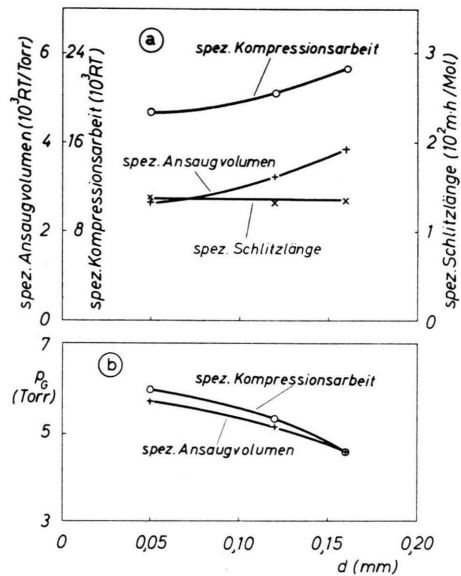 a
spez. Kompressionsarbeit
spez. Ansaugvolumen
spez. Schlitzlänge
spez. Ansaugvolumen (10³RT/Torr)
6
4
2
0
spez. Kompressionsarbeit (10³RT)
24
16
8
spez. Schlitzlänge (10²m·h/Mol)
3
2
1
0
b
spez. Kompressionsarbeit
spez. Ansaugvolumen
p_G
(Torr)
7
5
3
0
0,05
0,10
0,15
0,20
d (mm)